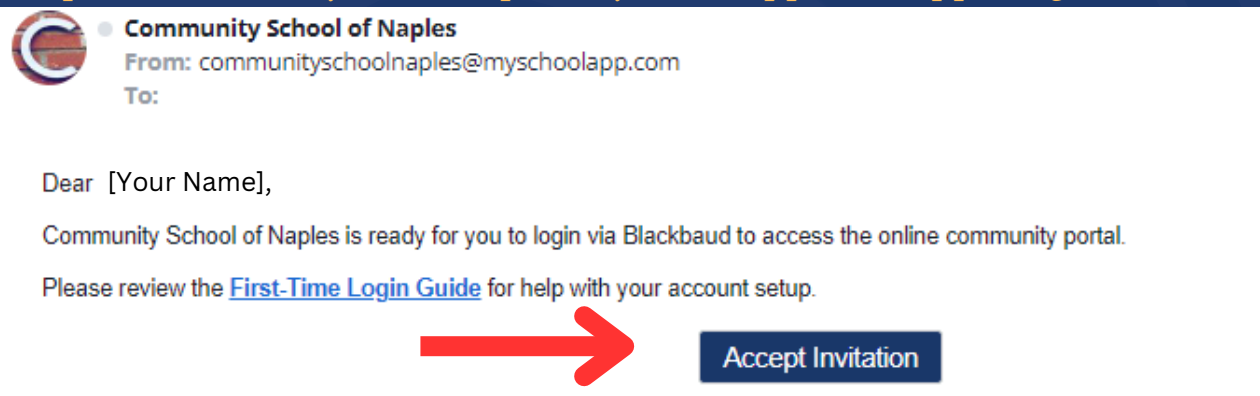 Community School of Naples
From: communityschoolnaples@myschoolapp.com
To:
Dear [Your Name],
Community School of Naples is ready for you to login via Blackbaud to access the online community portal.
Please review the First-Time Login Guide for help with your account setup.
Accept Invitation